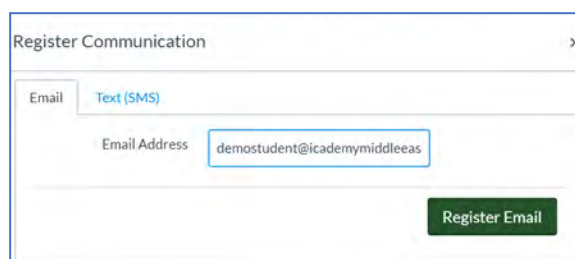 Register Communication
Email Text (SMS)
Email Address demostudent@icademymiddleeas
Register Email